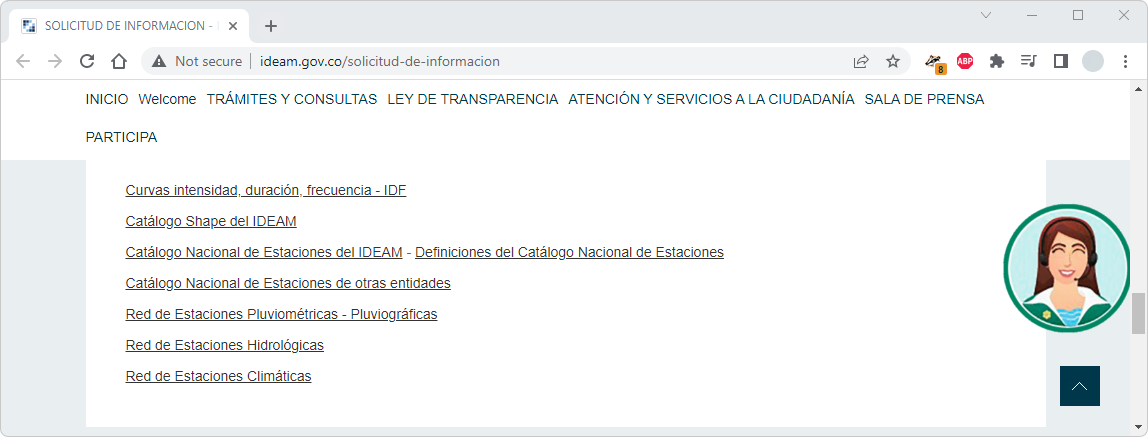 SOLICITUD DE INFORMACION -
Not secure | ideam.gov.co/solicitud-de-informacion
8
ABP
INICIO Welcome TRÁMITES Y CONSULTAS LEY DE TRANSPARENCIA ATENCIÓN Y SERVICIOS A LA CIUDADANÍA SALA DE PRENSA
PARTICIPA
Curvas intensidad, duración, frecuencia - IDF
Catálogo Shape del IDEAM
Catálogo Nacional de Estaciones del IDEAM - Definiciones del Catálogo Nacional de Estaciones
Catálogo Nacional de Estaciones de otras entidades
Red de Estaciones Pluviométricas - Pluviográficas
Red de Estaciones Hidrológicas
Red de Estaciones Climáticas